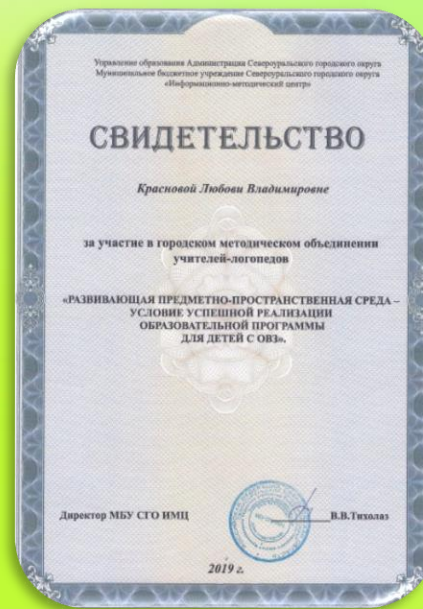 Управление образования Администрации Североуральского городского округа
Муниципальное бюджетное учреждение Североуральского городского округа
«Информационно-методический центр»
СВИДЕТЕЛЬСТВО
Красновой Любови Владимировне
за участие в городском методическом объединении
учителей-логопедов
«РАЗВИВАЮЩАЯ ПРЕДМЕТНО-ПРОСТРАНСТВЕННАЯ СРЕДА –
УСЛОВИЕ УСПЕШНОЙ РЕАЛИЗАЦИИ
ОБРАЗОВАТЕЛЬНОЙ ПРОГРАММЫ
ДЛЯ ДЕТЕЙ С ОВЗ».
Директор МБУ СГО ИМЦ В.В.Тихолаз
2019 г.